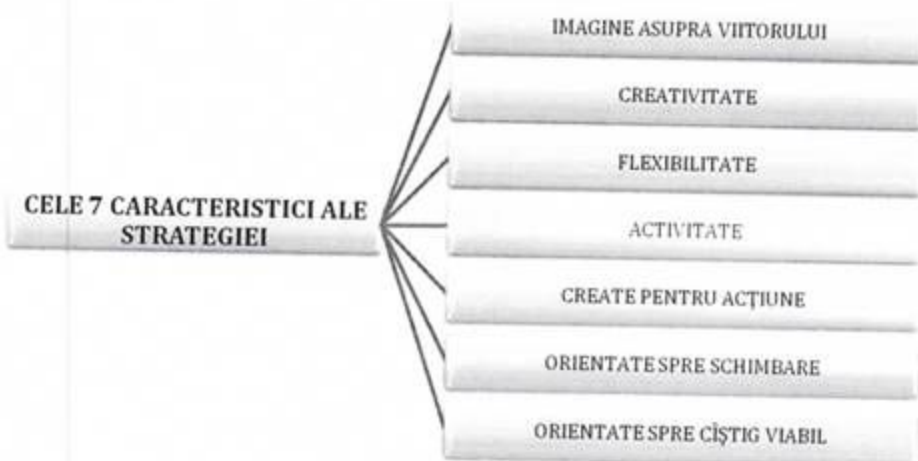 IMAGINE ASUPRA VIITORULUI
CREATIVITATE
FLEXIBILITATE
CELE 7 CARACTERISTICI ALE
STRATEGIEI
ACTIVITATE
CREATE PENTRU ACȚIUNE
ORIENTATE SPRE SCHIMBARE
ORIENTATE SPRE CÎȘTIG VIABIL